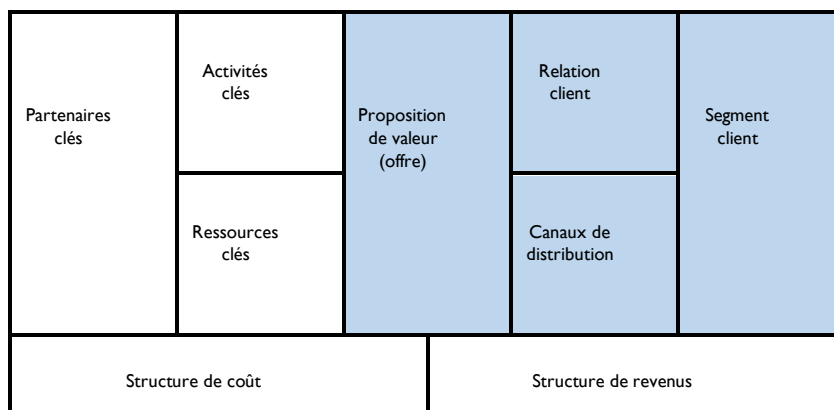 Partenaires
clés
Activités
clés
Ressources
clés
Proposition
de valeur
(offre)
Relation
client
Canaux de
distribution
Segment
client
Structure de coût
Structure de revenus